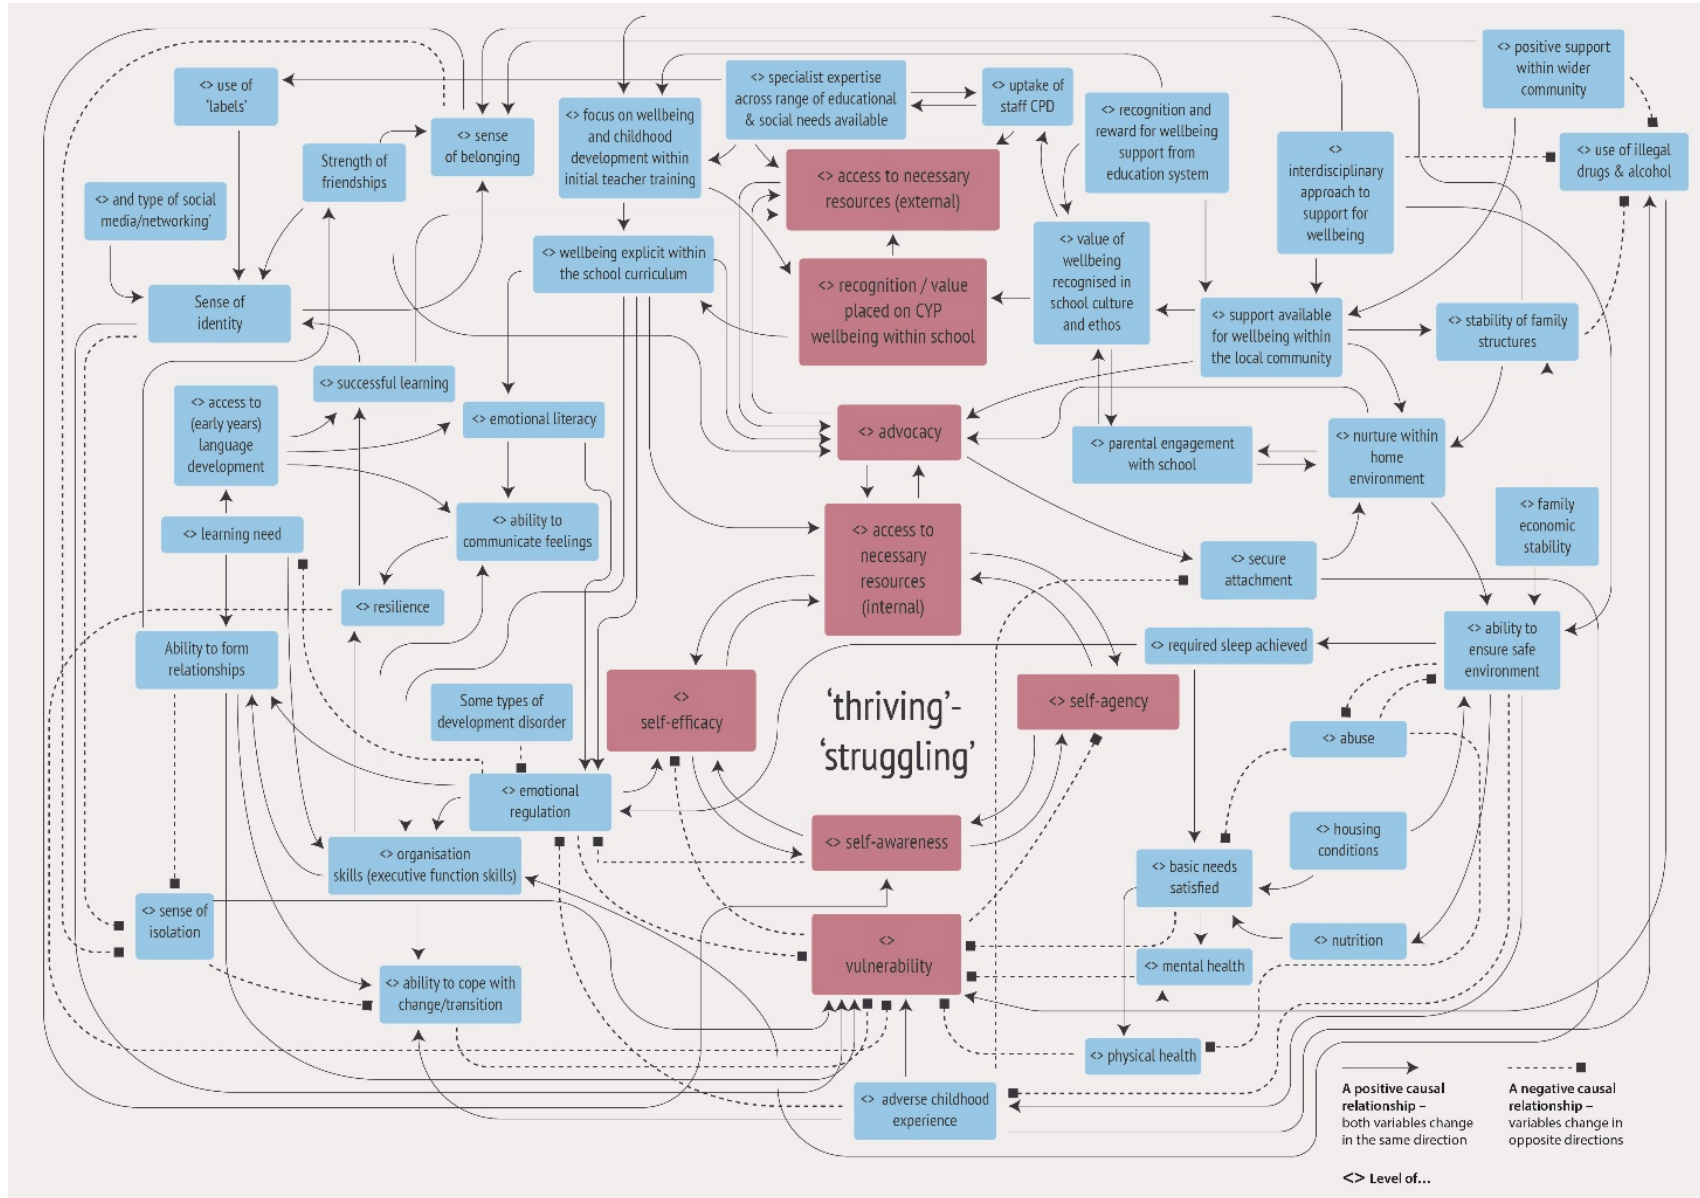 <> positive support
within wider
community
<> use of
‘labels’
<> specialist expertise
across range of educational
& social needs available
<> uptake of
staff CPD
<> focus on wellbeing
and childhood
development within
initial teacher training
<> recognition and
reward for wellbeing
support from
education system
<> sense
of belonging
Strength of
friendships
<>
interdisciplinary
approach to
support for
wellbeing
<> use of illegal
drugs & alcohol
<> access to necessary
resources (external)
<> and type of social
media/networking’
<> wellbeing explicit within
the school curriculum
<> value of
wellbeing
recognised in
school culture
and ethos
<> recognition / value
placed on CYP
wellbeing within school
Sense of
identity
<> support available
for wellbeing within
the local community
<> stability of family
structures
<> successful learning
<> access to
(early years)
language
development
<> emotional literacy
<> advocacy
<> parental engagement
with school
<> nurture within
home
environment
<> learning need
<> ability to
communicate feelings
<> access to
necessary
resources
(internal)
<> family
economic
stability
<> secure
attachment
<> resilience
Ability to form
relationships
<> required sleep achieved
<> ability to
ensure safe
environment
Some types of
development disorder
<>
self-efficacy
‘thriving’-
‘struggling’
<> self-agency
<> abuse
<> emotional
regulation
<> self-awareness
<> housing
conditions
<> organisation
skills (executive function skills)
<> basic needs
satisfied
<> sense of
isolation
<>
vulnerability
<> nutrition
<> mental health
<> ability to cope with
change/transition
<> physical health
<> adverse childhood
experience
A positive causal
relationship –
both variables change
in the same direction
A negative causal
relationship –
variables change in
opposite directions
<> Level of...